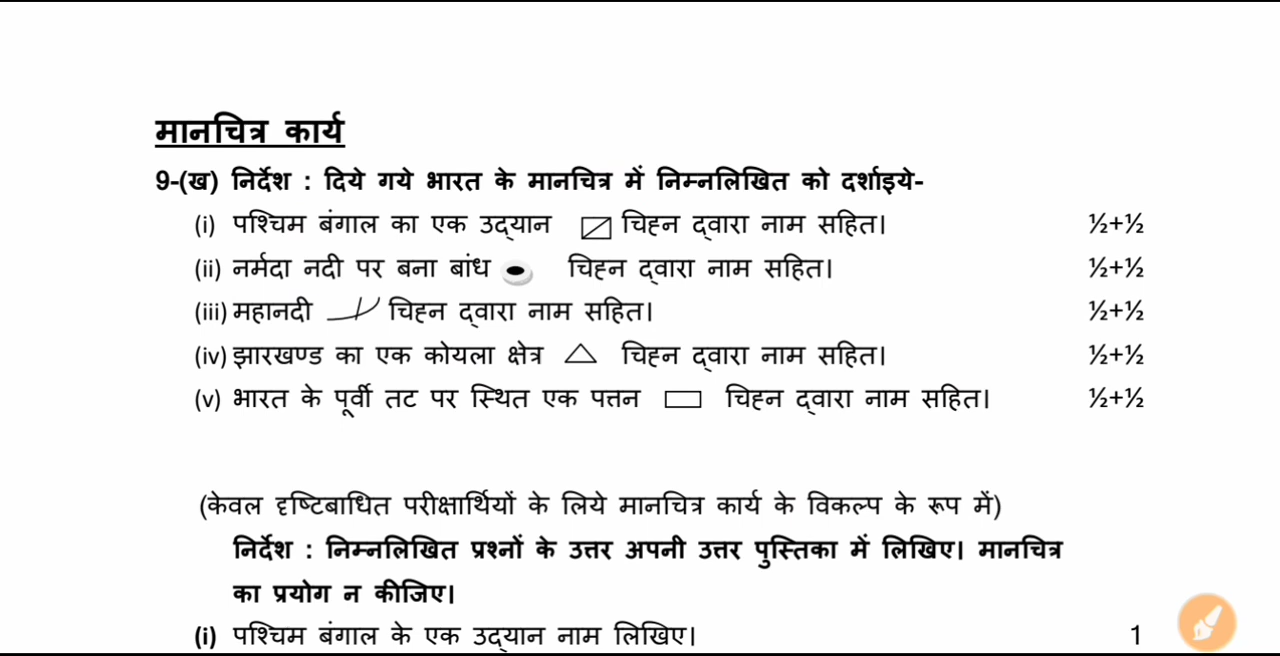 मानचित्र कार्य
9-(ख) निर्देश : दिये गये भारत के मानचित्र में निम्नलिखित को दर्शाइये-
(i) पश्चिम बंगाल का एक उद्यान चिह्न द्वारा नाम सहित। ½+½
(ii) नर्मदा नदी पर बना बांध चिह्न द्वारा नाम सहित। ½+½
(iii) महानदी चिह्न द्वारा नाम सहित। ½+½
(iv) झारखण्ड का एक कोयला क्षेत्र चिह्न द्वारा नाम सहित। ½+½
(v) भारत के पूर्वी तट पर स्थित एक पत्तन चिह्न द्वारा नाम सहित। ½+½
(केवल दृष्टिबाधित परीक्षार्थियों के लिये मानचित्र कार्य के विकल्प के रूप में)
निर्देश : निम्नलिखित प्रश्नों के उत्तर अपनी उत्तर पुस्तिका में लिखिए। मानचित्र
का प्रयोग न कीजिए।
(i) पश्चिम बंगाल के एक उद्यान नाम लिखिए। 1